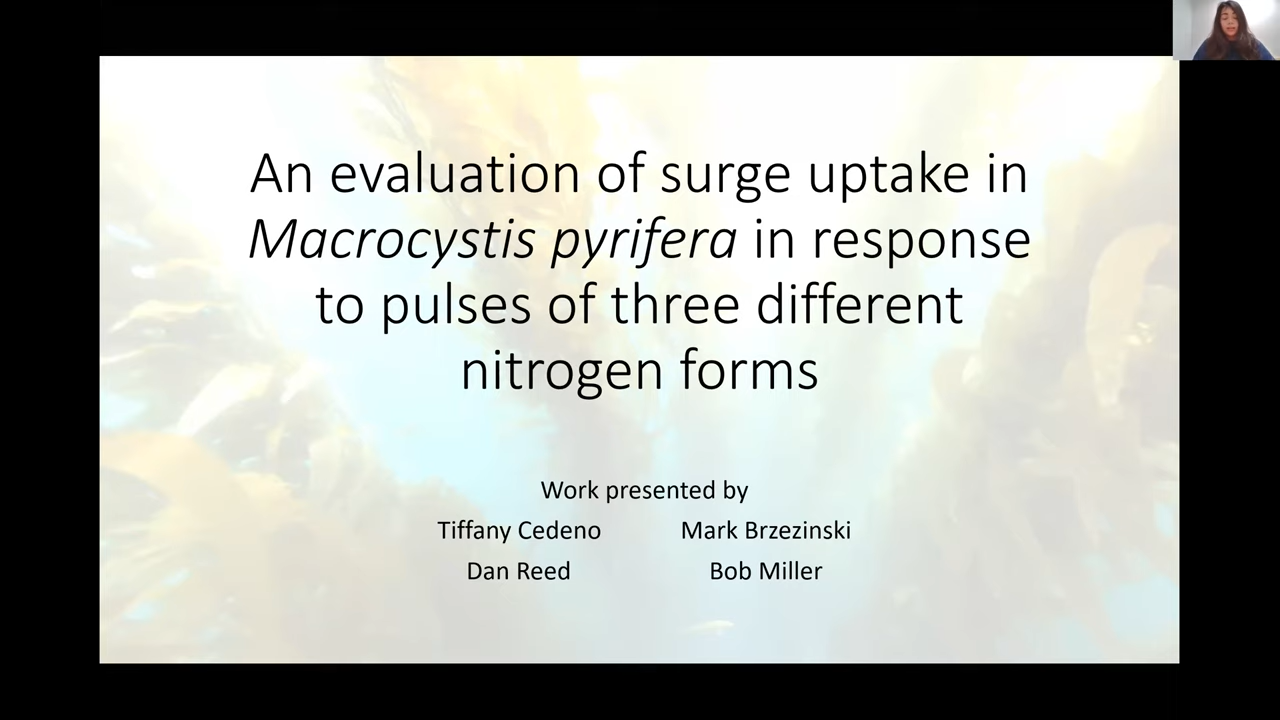 An evaluation of surge uptake in
Macrocystis pyrifera in response
to pulses of three different
nitrogen forms
Work presented by
Tiffany Cedeno Mark Brzezinski
Dan Reed Bob Miller